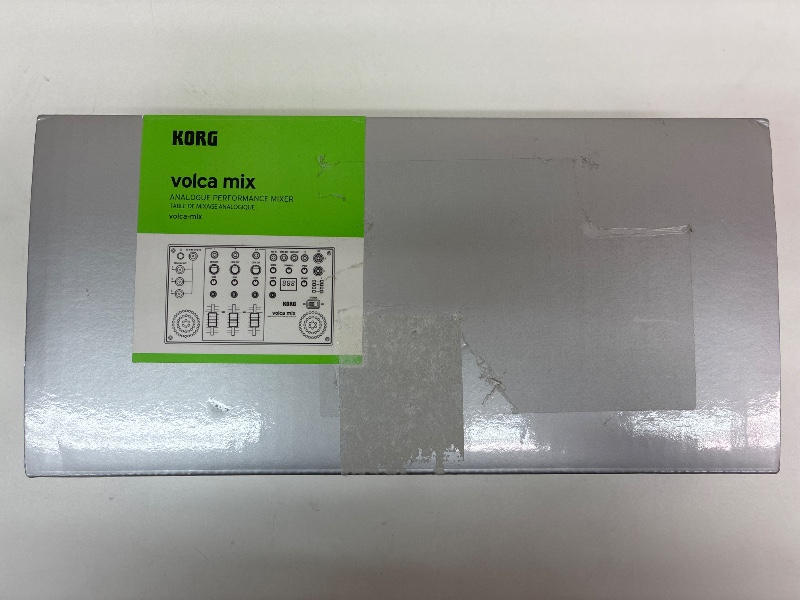 KORG
volca mix
ANALOGUE PERFORMANCE MIXER
TABLE DE MIXAGE ANALOGIQUE
volca-mix
KORG
volca mix